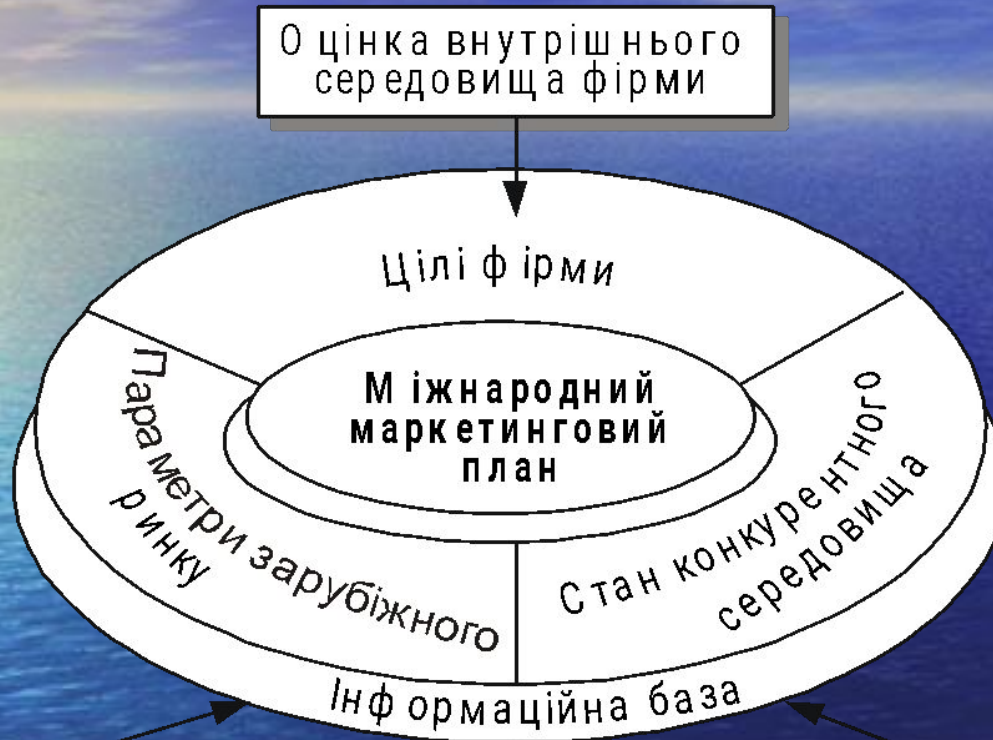 Оцінка внутрішнього
середовища фірми
Цілі фірми
Міжнародний
маркетинговий
план
Параметри зарубіжного
ринку
Стан конкурентного
середовища
Інформаційна база